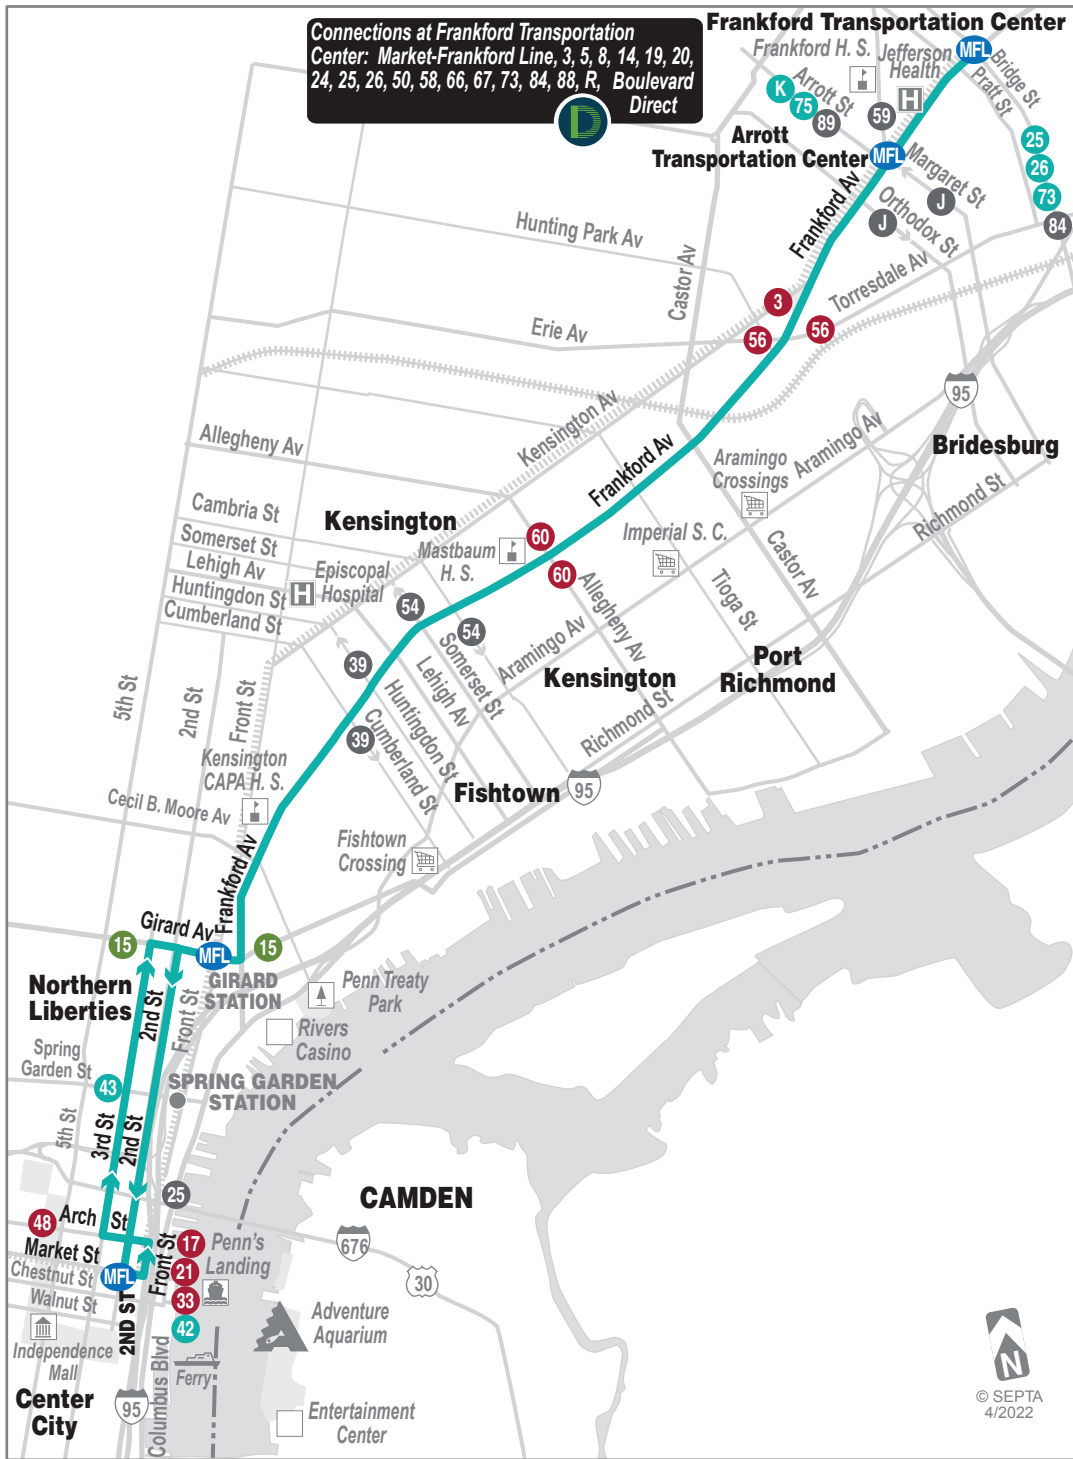 Connections at Frankford Transportation
Center: Market-Frankford Line, 3, 5, 8, 14, 19, 20,
24, 25, 26, 50, 58, 66, 67, 73, 84, 88, R, Boulevard
Direct
D
Frankford Transportation Center
Frankford H. S.
Jefferson
Health
H
MFL
Bridge St
Pratt St
K
75
89
Arrott St
59
Arrott
Transportation Center
MFL
Margaret St
25
26
73
84
J
J
Orthodox St
Frankford Av
Hunting Park Av
Castor Av
Torresdale Av
3
56
56
Erie Av
95
Kensington Av
Allegheny Av
Frankford Av
Aramingo
Crossings
Aramingo Av
Bridesburg
Richmond St
Cambria St
Kensington
Somerset St
Mastbaum
H. S.
60
60
Imperial S. C.
Lehigh Av
Episcopal
Hospital
H
Huntingdon St
Cumberland St
54
54
Allegheny Av
Tioga St
Castor Av
Somerset St
Aramingo Av
Lehigh Av
Kensington
Port
Richmond
39
39
Huntingdon St
Cumberland St
Richmond St
5th St
2nd St
Front St
Kensington
CAPA H. S.
Cecil B. Moore Av
Fishtown
95
Fishtown
Crossing
Frankford Av
Girard Av
15
MFL
15
GIRARD
STATION
Northern
Liberties
2nd St
Front St
Penn Treaty
Park
Rivers
Casino
Spring
Garden St
43
SPRING GARDEN
STATION
5th St
3rd St
2nd St
25
CAMDEN
48
Arch St
Market St
Front St
17
Penn's
Landing
676
30
Chestnut St
MFL
21
Walnut St
33
42
2ND ST
Adventure
Aquarium
Independence
Mall
Columbus Blvd
Ferry
Center
City
95
Entertainment
Center
N
© SEPTA
4/2022